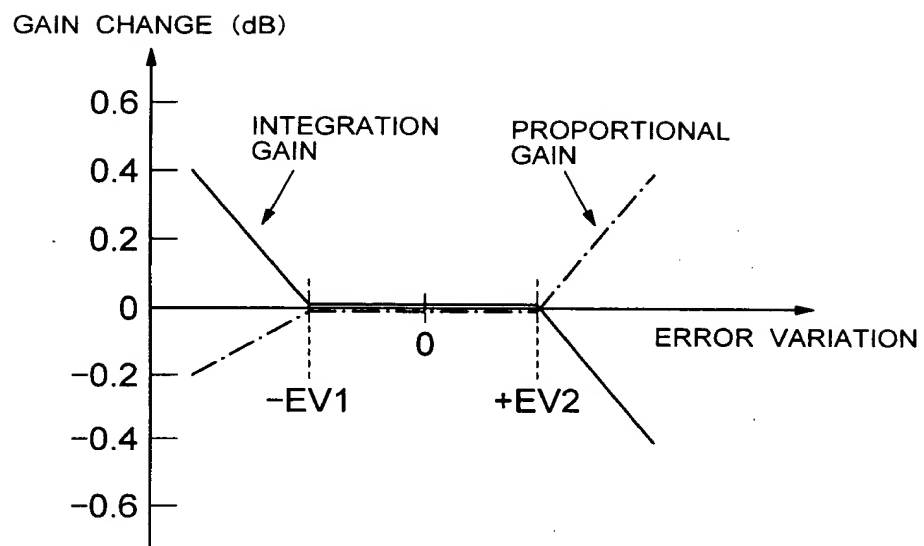 GAIN CHANGE (dB)
0.6
INTEGRATION
GAIN
PROPORTIONAL
GAIN
0.4
0.2
0
0
ERROR VARIATION
−0.2
−EV1
+EV2
−0.4
−0.6